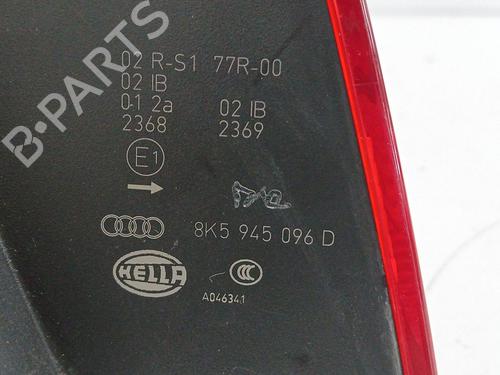 B-PARTS
02 R-S1 77R-00
02 IB
01 2a 02 IB
2368 2369
E1
8K5 945 096 D
HELLA
A046341